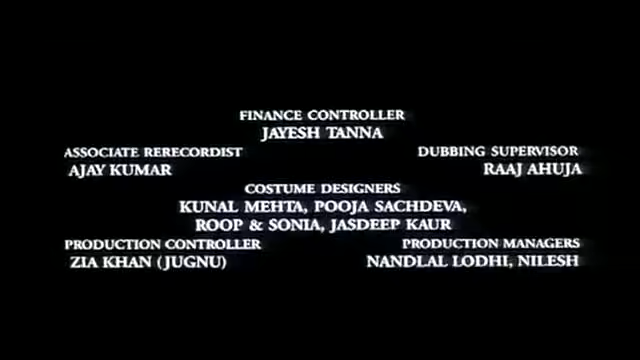 FINANCE CONTROLLER
JAYESH TANNA
ASSOCIATE RERECORDIST
AJAY KUMAR
DUBBING SUPERVISOR
RAAJ AHUJA
COSTUME DESIGNERS
KUNAL MEHTA, POOJA SACHDEVA,
ROOP & SONIA, JASDEEP KAUR
PRODUCTION CONTROLLER
ZIA KHAN (JUGNU)
PRODUCTION MANAGERS
NANDLAL LODHI, NILESH